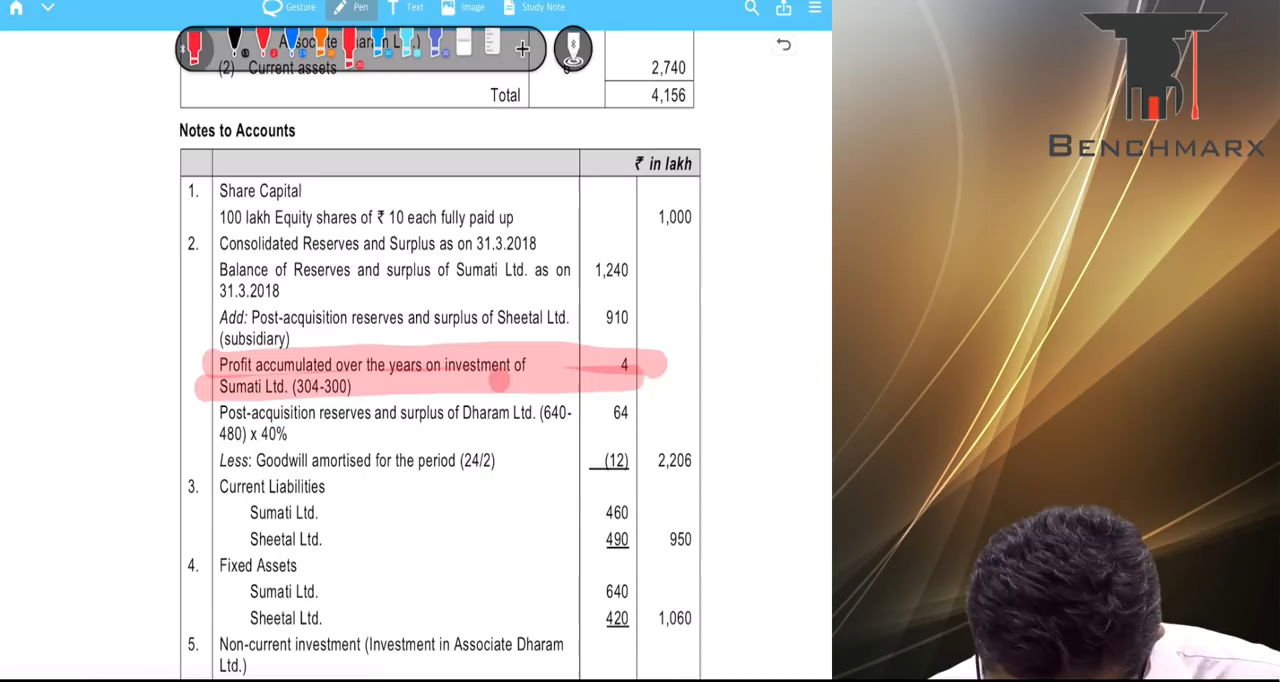 Gesture Pen Text Image Study Note
(2) Current assets 2,740
Total 4,156
Notes to Accounts
₹ in lakh
1. Share Capital
100 lakh Equity shares of ₹ 10 each fully paid up 1,000
2. Consolidated Reserves and Surplus as on 31.3.2018
Balance of Reserves and surplus of Sumati Ltd. as on 1,240
31.3.2018
Add: Post-acquisition reserves and surplus of Sheetal Ltd. 910
(subsidiary)
Profit accumulated over the years on investment of 4
Sumati Ltd. (304-300)
Post-acquisition reserves and surplus of Dharam Ltd. (640- 64
480) x 40%
Less: Goodwill amortised for the period (24/2) (12) 2,206
3. Current Liabilities
Sumati Ltd. 460
Sheetal Ltd. 490 950
4. Fixed Assets
Sumati Ltd. 640
Sheetal Ltd. 420 1,060
5. Non-current investment (Investment in Associate Dharam
Ltd.)
BENCHMARX